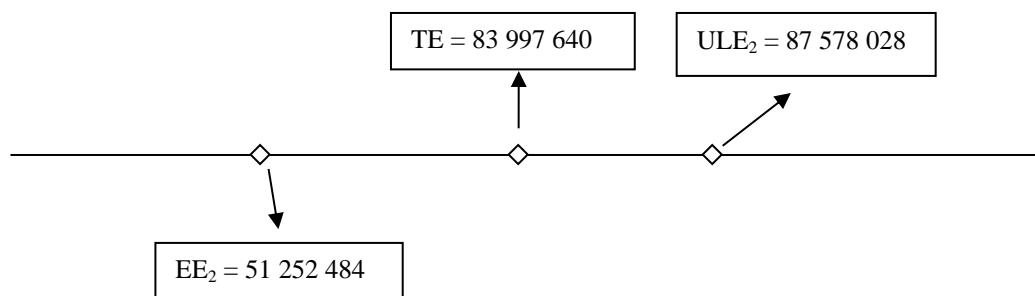 TE = 83 997 640
ULE₂ = 87 578 028
EE₂ = 51 252 484